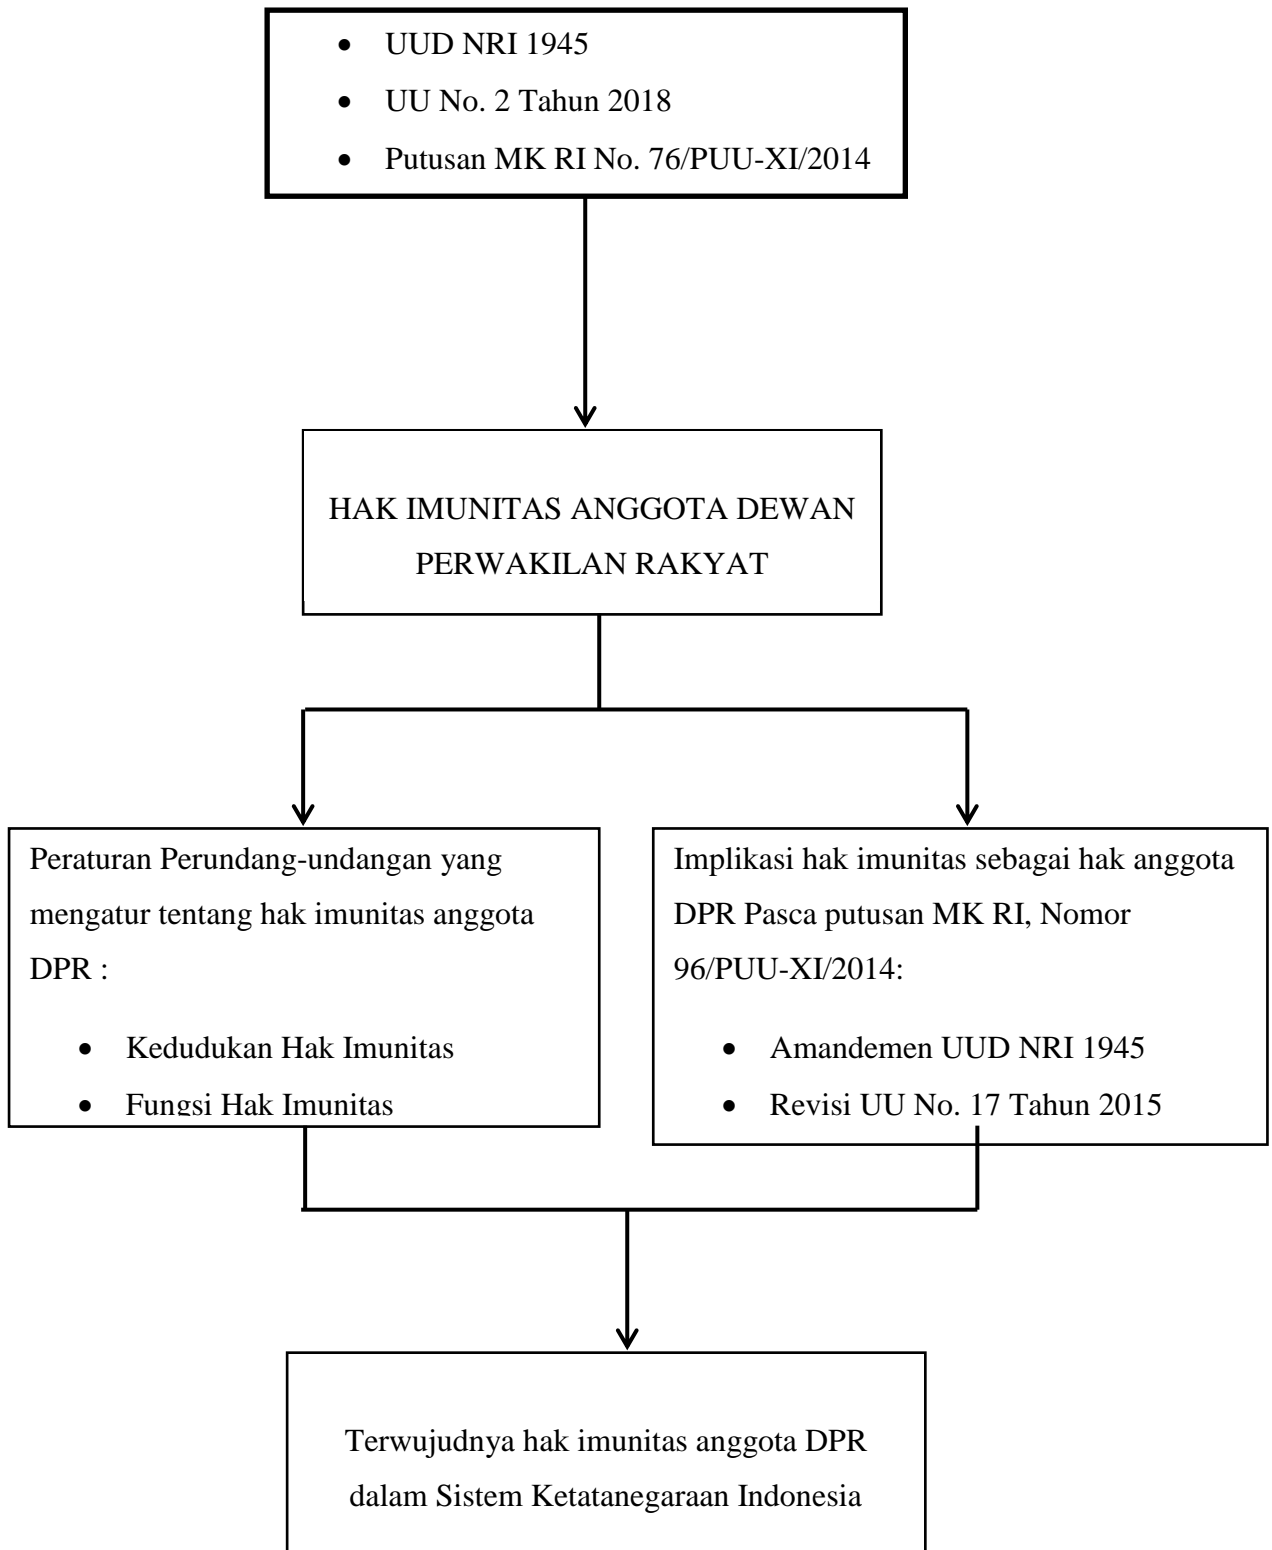 • UUD NRI 1945
• UU No. 2 Tahun 2018
• Putusan MK RI No. 76/PUU-XI/2014
HAK IMUNITAS ANGGOTA DEWAN
PERWAKILAN RAKYAT
Peraturan Perundang-undangan yang
mengatur tentang hak imunitas anggota
DPR :
• Kedudukan Hak Imunitas
• Fungsi Hak Imunitas
Implikasi hak imunitas sebagai hak anggota
DPR Pasca putusan MK RI, Nomor
96/PUU-XI/2014:
• Amandemen UUD NRI 1945
• Revisi UU No. 17 Tahun 2015
Terwujudnya hak imunitas anggota DPR
dalam Sistem Ketatanegaraan Indonesia